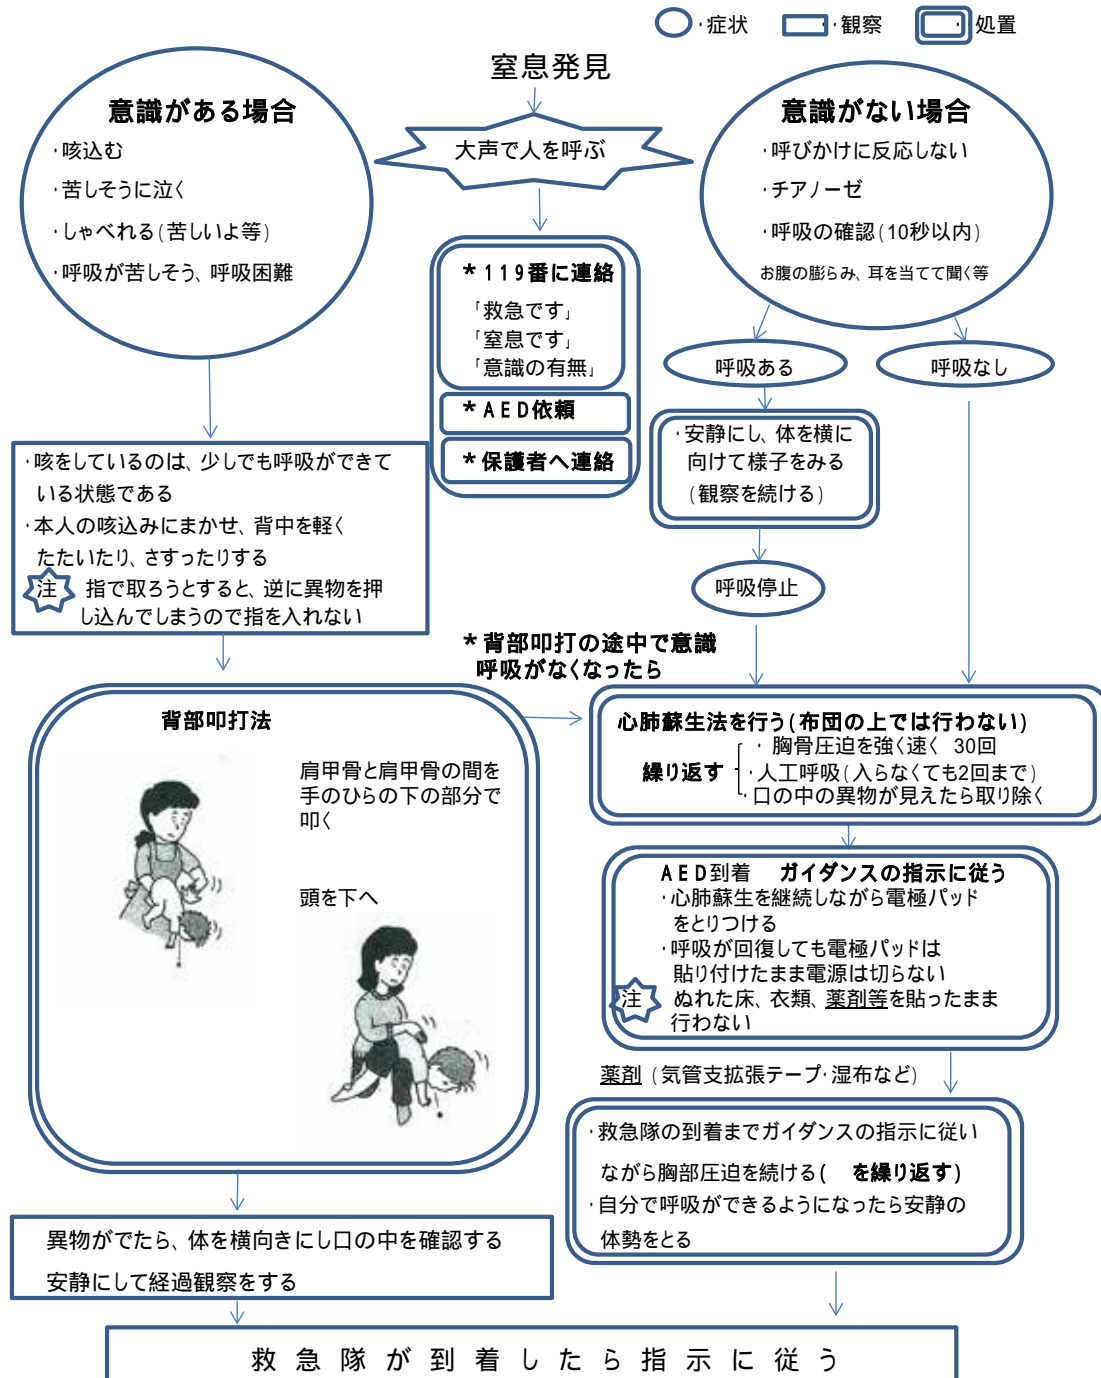 ・症状
・観察
・処置
窒息発見
大声で人を呼ぶ
意識がある場合
・咳込む
・苦しそうに泣く
・しゃべれる(苦しいよ等)
・呼吸が苦しそう、呼吸困難
意識がない場合
・呼びかけに反応しない
・チアノーゼ
・呼吸の確認(10秒以内)
お腹の膨らみ、耳を当てて聞く等
*119番に連絡
「救急です」
「窒息です」
「意識の有無」
*AED依頼
*保護者へ連絡
呼吸ある
呼吸なし
・安静にし、体を横に
向けて様子をみる
(観察を続ける)
呼吸停止
・咳をしているのは、少しでも呼吸ができて
いる状態である
・本人の咳込みにまかせ、背中を軽く
たたいたり、さすったりする
注 指で取ろうとすると、逆に異物を押
し込んでしまうので指を入れない
*背部叩打の途中で意識
呼吸がなくなったら
背部叩打法
肩甲骨と肩甲骨の間を
手のひらの下の部分で
叩く
頭を下へ
心肺蘇生法を行う(布団の上では行わない)
繰り返す
・胸骨圧迫を強く速く 30回
・人工呼吸(入らなくても2回まで)
・口の中の異物が見えたら取り除く
AED到着 ガイダンスの指示に従う
・心肺蘇生を継続しながら電極パッド
をとりつける
・呼吸が回復しても電極パッドは
貼り付けたまま電源は切らない
注 ぬれた床、衣類、薬剤等を貼ったまま
行わない
薬剤(気管支拡張テープ・湿布など)
・救急隊の到着までガイダンスの指示に従い
ながら胸部圧迫を続ける( を繰り返す)
・自分で呼吸ができるようになったら安静の
体勢をとる
異物がでたら、体を横向きにし口の中を確認する
安静にして経過観察をする
救急隊が到着したら指示に従う